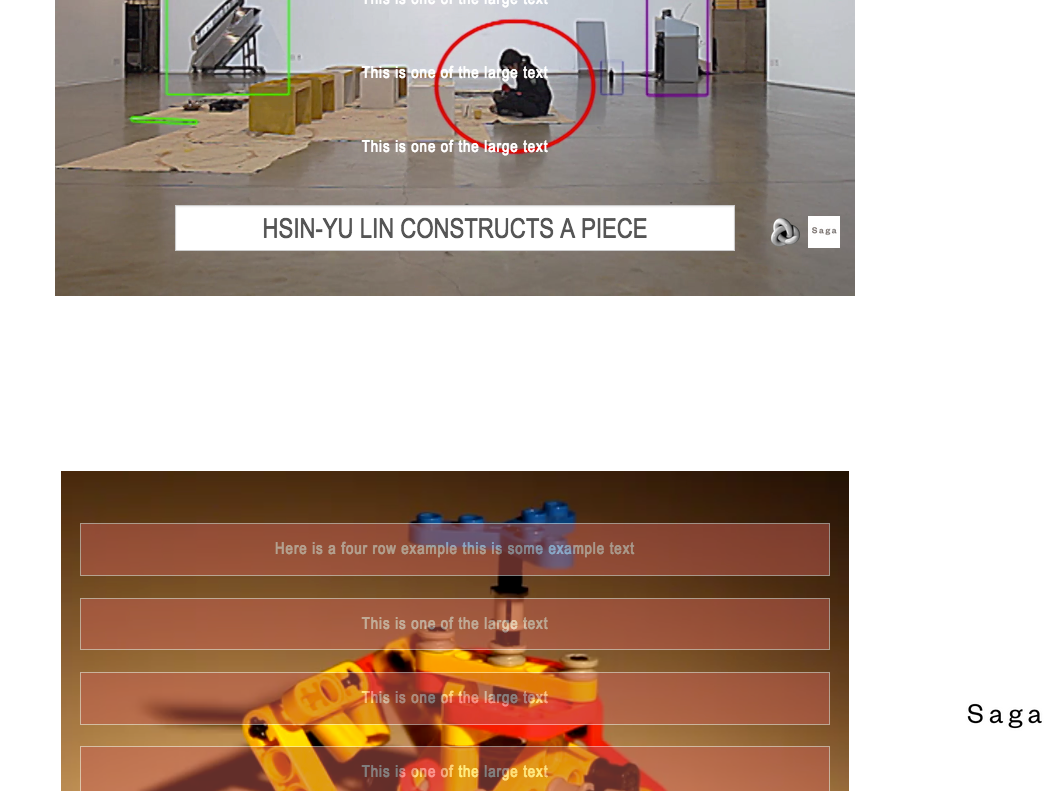 This is one of the large text
This is one of the large text
This is one of the large text
HSIN-YU LIN CONSTRUCTS A PIECE
Saga
Here is a four row example this is some example text
This is one of the large text
This is one of the large text
Saga
This is one of the large text